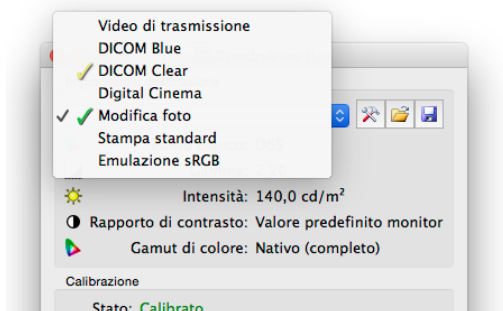 Video di trasmissione
DICOM Blue
DICOM Clear
Digital Cinema
Modifica foto
Stampa standard
Emulazione sRGB
Intensità: 140,0 cd/m²
Rapporto di contrasto: Valore predefinito monitor
Gamut di colore: Nativo (completo)
Calibrazione
Stato: Calibrato